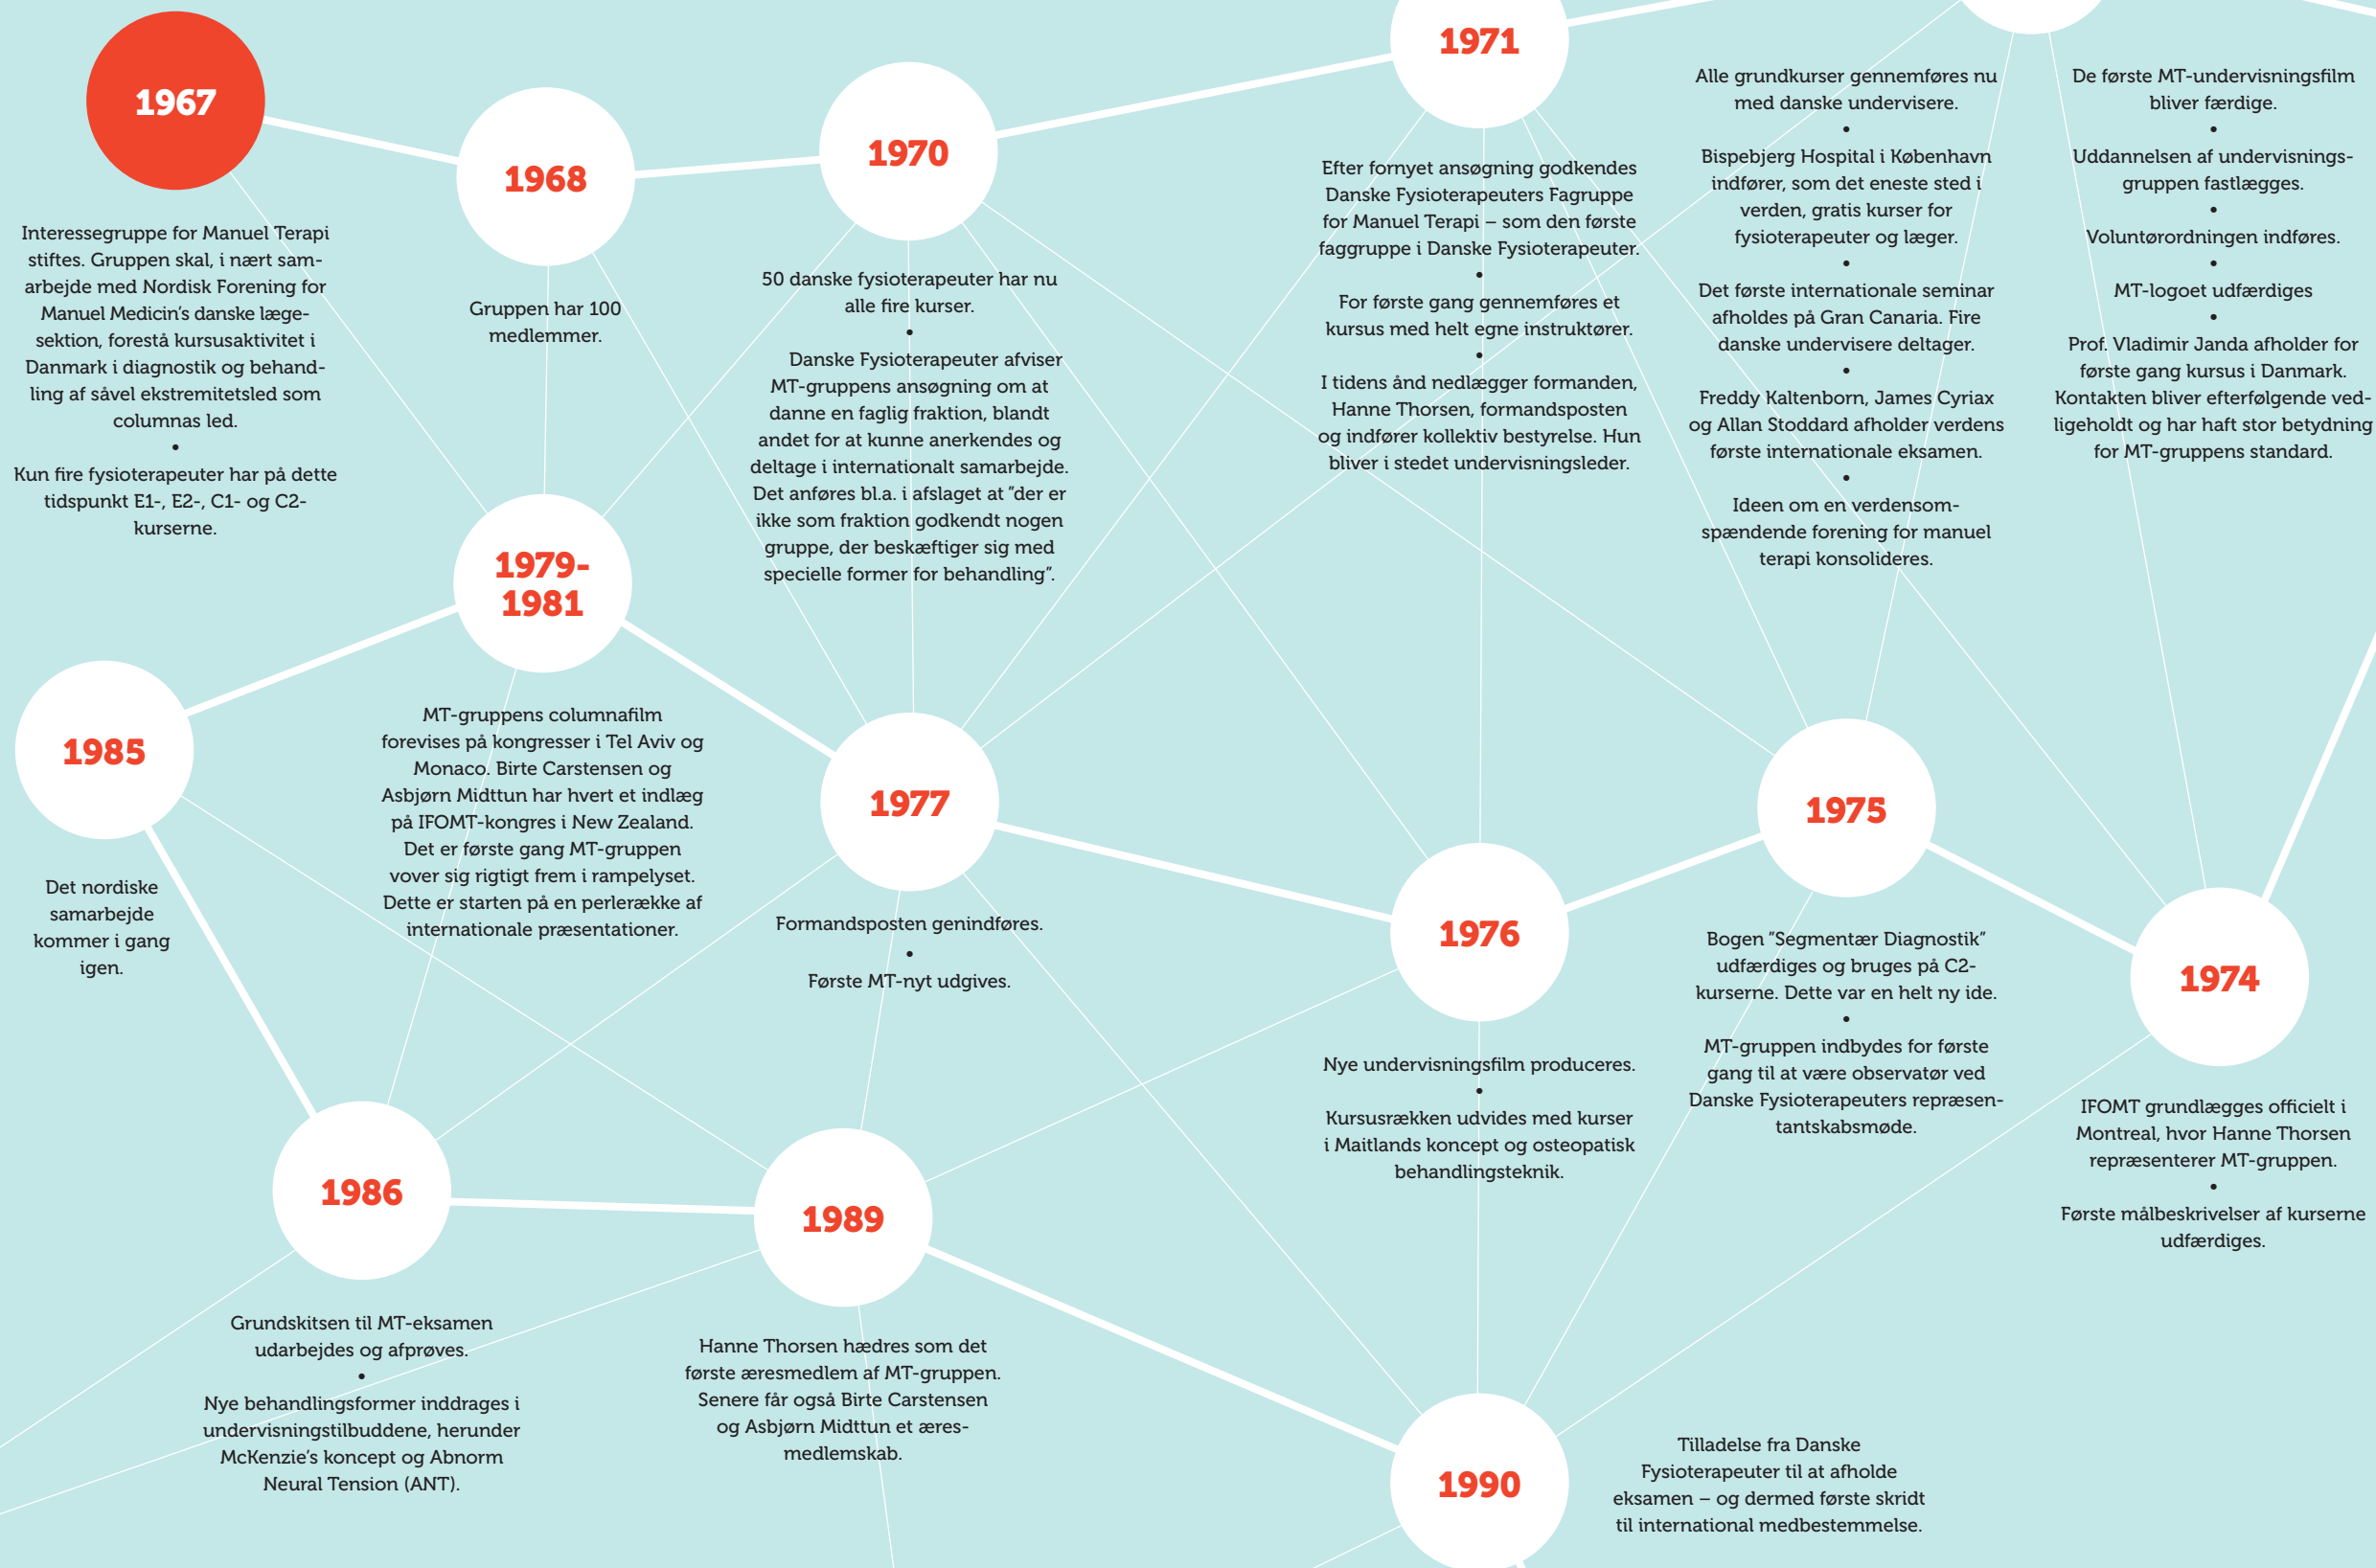 1967
Interessegruppe for Manuel Terapi
stiftes. Gruppen skal, i nært sam-
arbejde med Nordisk Forening for
Manuel Medicin’s danske læge-
sektion, forestå kursusaktivitet i
Danmark i diagnostik og behand-
ling af såvel ekstremitetsled som
columnas led.
•
Kun fire fysioterapeuter har på dette
tidspunkt E1-, E2-, C1- og C2-
kurserne.
1968
Gruppen har 100
medlemmer.
1970
50 danske fysioterapeuter har nu
alle fire kurser.
•
Danske Fysioterapeuter afviser
MT-gruppens ansøgning om at
danne en faglig fraktion, blandt
andet for at kunne anerkendes og
deltage i internationalt samarbejde.
Det anføres bl.a. i afslaget at ”der er
ikke som fraktion godkendt nogen
gruppe, der beskæftiger sig med
specielle former for behandling”.
1971
Efter fornyet ansøgning godkendes
Danske Fysioterapeuters Fagruppe
for Manuel Terapi – som den første
faggruppe i Danske Fysioterapeuter.
•
For første gang gennemføres et
kursus med helt egne instruktører.
•
I tidens ånd nedlægger formanden,
Hanne Thorsen, formandsposten
og indfører kollektiv bestyrelse. Hun
bliver i stedet undervisningsleder.
Alle grundkurser gennemføres nu
med danske undervisere.
•
Bispebjerg Hospital i København
indfører, som det eneste sted i
verden, gratis kurser for
fysioterapeuter og læger.
•
Det første internationale seminar
afholdes på Gran Canaria. Fire
danske undervisere deltager.
•
Freddy Kaltenborn, James Cyriax
og Allan Stoddard afholder verdens
første internationale eksamen.
•
Ideen om en verdensom-
spændende forening for manuel
terapi konsolideres.
De første MT-undervisningsfilm
bliver færdige.
•
Uddannelsen af undervisnings-
gruppen fastlægges.
•
Voluntørordningen indføres.
•
MT-logoet udfærdiges
•
Prof. Vladimir Janda afholder for
første gang kursus i Danmark.
Kontakten bliver efterfølgende ved-
ligeholdt og har haft stor betydning
for MT-gruppens standard.
1974
IFOMT grundlægges officielt i
Montreal, hvor Hanne Thorsen
repræsenterer MT-gruppen.
•
Første målbeskrivelser af kurserne
udfærdiges.
1975
Bogen ”Segmentær Diagnostik”
udfærdiges og bruges på C2-
kurserne. Dette var en helt ny ide.
•
MT-gruppen indbydes for første
gang til at være observatør ved
Danske Fysioterapeuters repræsen-
tantskabsmøde.
1976
Nye undervisningsfilm produceres.
•
Kursusrækken udvides med kurser
i Maitlands koncept og osteopatisk
behandlingsteknik.
1977
Formandsposten genindføres.
•
Første MT-nyt udgives.
1979-
1981
MT-gruppens columnafilm
forevises på kongresser i Tel Aviv og
Monaco. Birte Carstensen og
Asbjørn Midttun har hvert et indlæg
på IFOMT-kongres i New Zealand.
Det er første gang MT-gruppen
vover sig rigtigt frem i rampelyset.
Dette er starten på en perlerække af
internationale præsentationer.
1985
Det nordiske
samarbejde
kommer i gang
igen.
1986
Grundskitsen til MT-eksamen
udarbejdes og afprøves.
•
Nye behandlingsformer inddrages i
undervisningstilbuddene, herunder
McKenzie’s koncept og Abnorm
Neural Tension (ANT).
1989
Hanne Thorsen hædres som det
første æresmedlem af MT-gruppen.
Senere får også Birte Carstensen
og Asbjørn Midttun et æres-
medlemskab.
1990
Tilladelse fra Danske
Fysioterapeuter til at afholde
eksamen – og dermed første skridt
til international medbestemmelse.